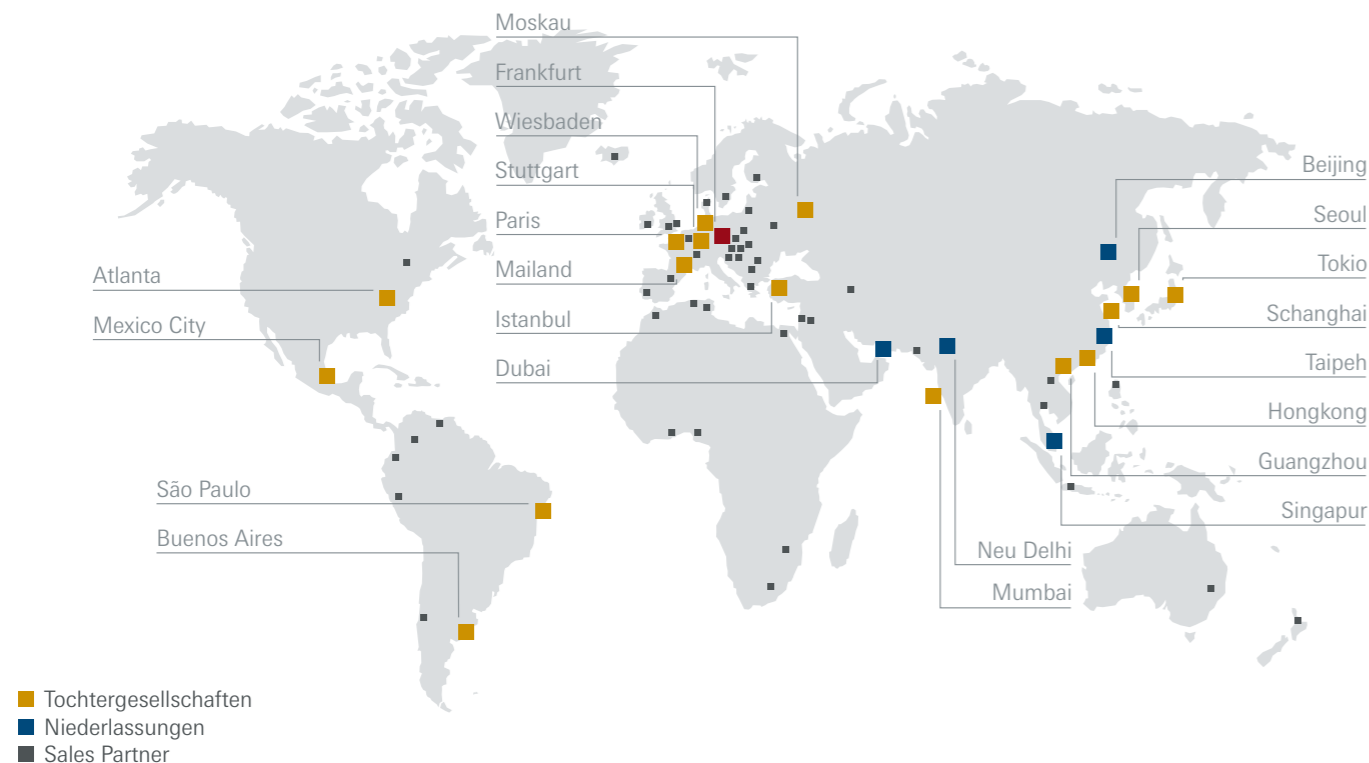 Moskau
Frankfurt
Wiesbaden
Stuttgart
Paris
Mailand
Istanbul
Dubai
Atlanta
Mexico City
São Paulo
Buenos Aires
Beijing
Seoul
Tokio
Schanghai
Taipeh
Hongkong
Guangzhou
Singapur
Neu Delhi
Mumbai
Tochtergesellschaften
Niederlassungen
Sales Partner